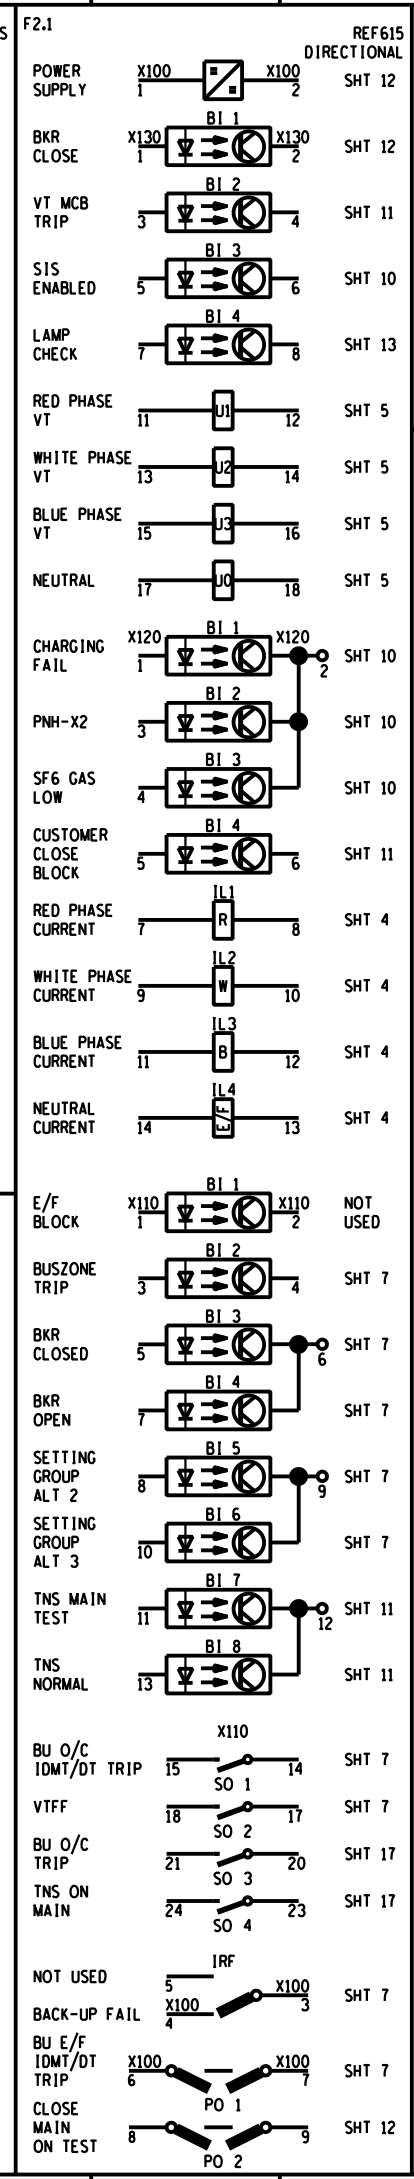 S
F2.1
REF615
DIRECTIONAL
POWER
SUPPLY
X100
1
X100
2
SHT 12
BKR
CLOSE
X130
1
BI 1
X130
2
SHT 12
VT MCB
TRIP
3
BI 2
4
SHT 11
SIS
ENABLED
5
BI 3
6
SHT 10
LAMP
CHECK
7
BI 4
8
SHT 13
RED PHASE
VT
11
U1
12
SHT 5
WHITE PHASE
VT
13
U2
14
SHT 5
BLUE PHASE
VT
15
U3
16
SHT 5
NEUTRAL
17
U0
18
SHT 5
CHARGING
FAIL
X120
1
BI 1
X120
2
SHT 10
PNH-X2
3
BI 2
SHT 10
SF6 GAS
LOW
4
BI 3
SHT 10
CUSTOMER
CLOSE
BLOCK
5
BI 4
6
SHT 11
RED PHASE
CURRENT
7
IL1
R
8
SHT 4
WHITE PHASE
CURRENT
9
IL2
W
10
SHT 4
BLUE PHASE
CURRENT
11
IL3
B
12
SHT 4
NEUTRAL
CURRENT
14
IL4
E/F
13
SHT 4
E/F
BLOCK
X110
1
BI 1
X110
2
NOT
USED
BUSZONE
TRIP
3
BI 2
4
SHT 7
BKR
CLOSED
5
BI 3
6
SHT 7
BKR
OPEN
7
BI 4
SHT 7
SETTING
GROUP
ALT 2
8
BI 5
9
SHT 7
SETTING
GROUP
ALT 3
10
BI 6
SHT 7
TNS MAIN
TEST
11
BI 7
12
SHT 11
TNS
NORMAL
13
BI 8
SHT 11
X110
BU O/C
IDMT/DT TRIP
15
SO 1
14
SHT 7
VTFF
18
SO 2
17
SHT 7
BU O/C
TRIP
21
SO 3
20
SHT 17
TNS ON
MAIN
24
SO 4
23
SHT 17
IRF
NOT USED
5
BACK-UP FAIL
X100
4
X100
3
SHT 7
BU E/F
IDMT/DT
TRIP
X100
6
PO 1
X100
7
SHT 7
CLOSE
MAIN
ON TEST
8
PO 2
9
SHT 12